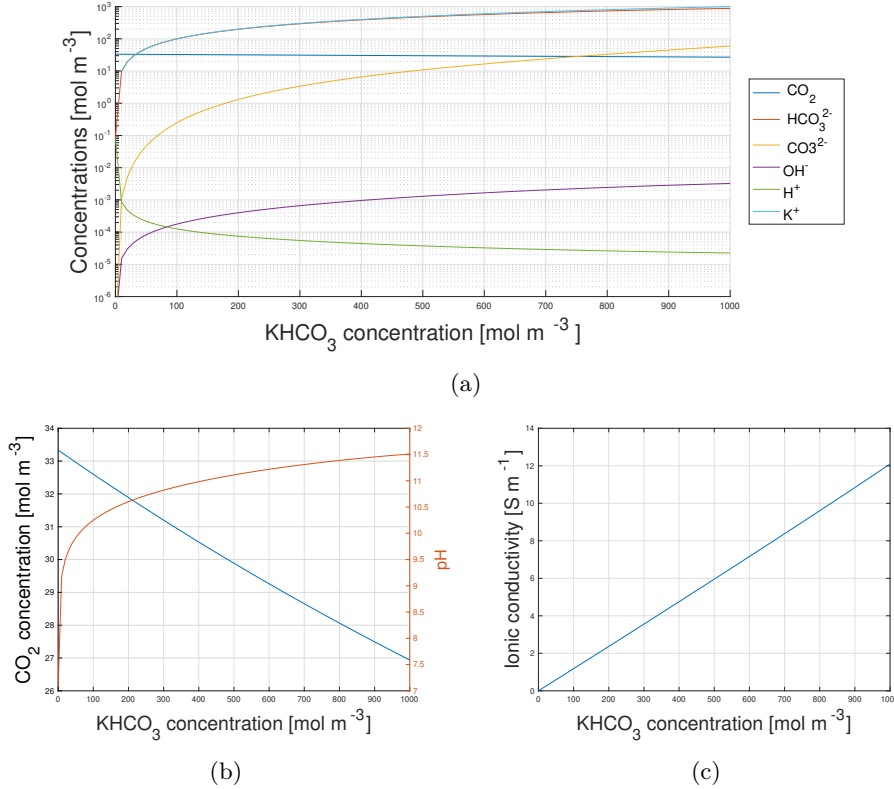 Concentrations [mol m⁻³]
10³
10²
10¹
10⁰
10⁻¹
10⁻²
10⁻³
10⁻⁴
10⁻⁵
10⁻⁶
0 100 200 300 400 500 600 700 800 900 1000
KHCO₃ concentration [mol m ⁻³ ]
CO₂
HCO₃²⁻
CO3²⁻
OH⁻
H⁺
K⁺
(a)
CO₂ concentration [mol m⁻³]
34
33
32
31
30
29
28
27
26
12
11.5
11
10.5
10
9.5
9
8.5
8
7.5
7
pH
0 100 200 300 400 500 600 700 800 900 1000
KHCO₃ concentration [mol m⁻³]
(b)
Ionic conductivity [S m⁻¹]
14
12
10
8
6
4
2
0
0 100 200 300 400 500 600 700 800 900 100
KHCO₃ concentration [mol m⁻³]
(c)